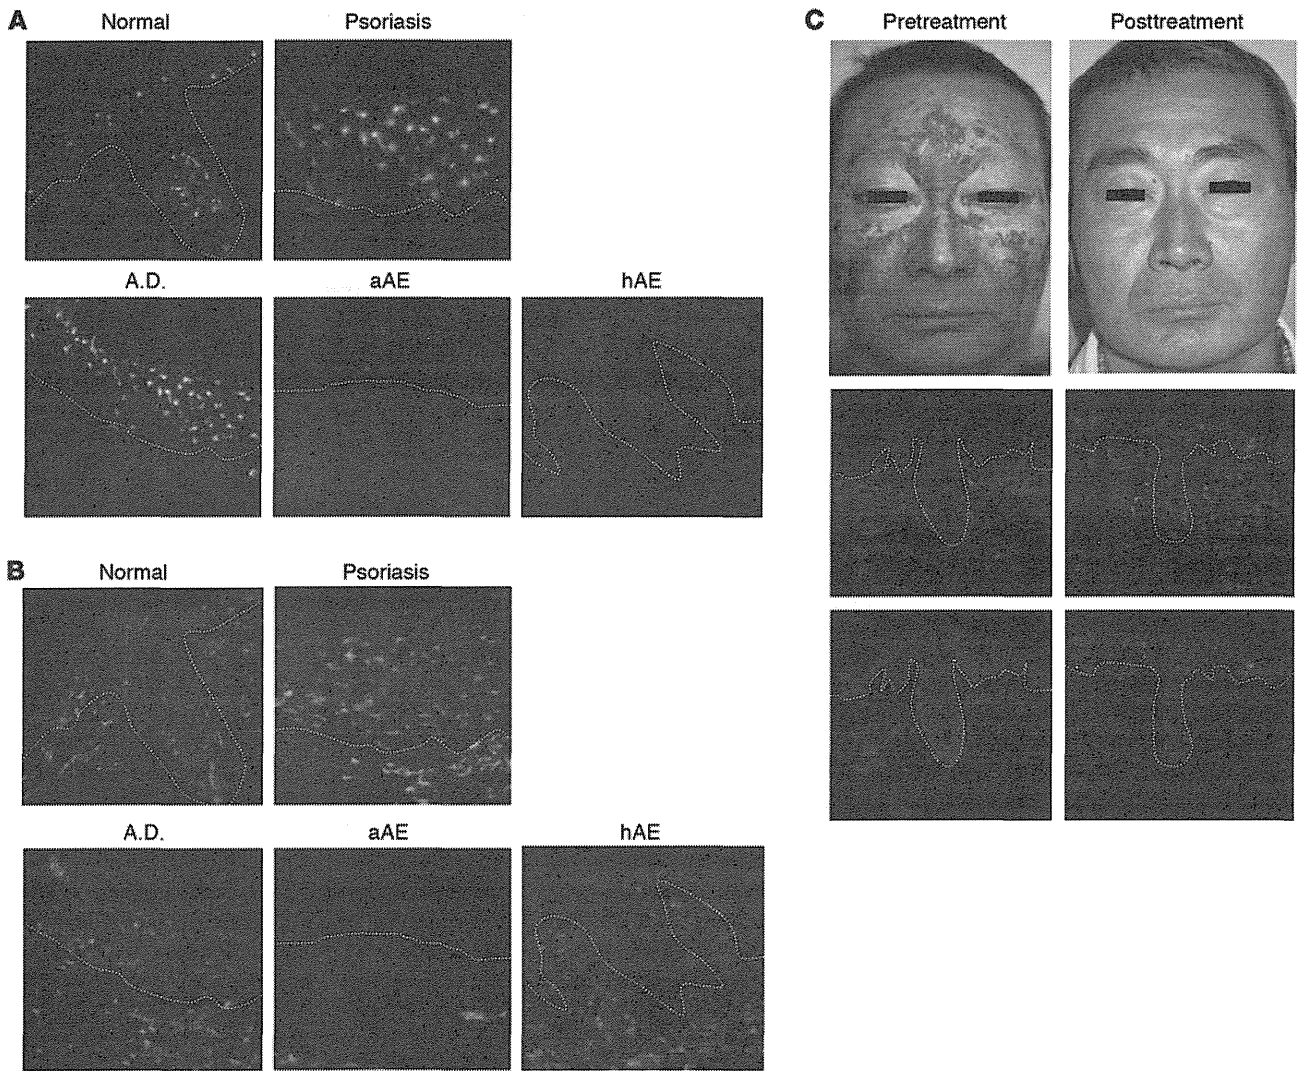 A
Normal
Psoriasis
A.D.
aAE
hAE
B
Normal
Psoriasis
A.D.
aAE
hAE
C
Pretreatment
Posttreatment